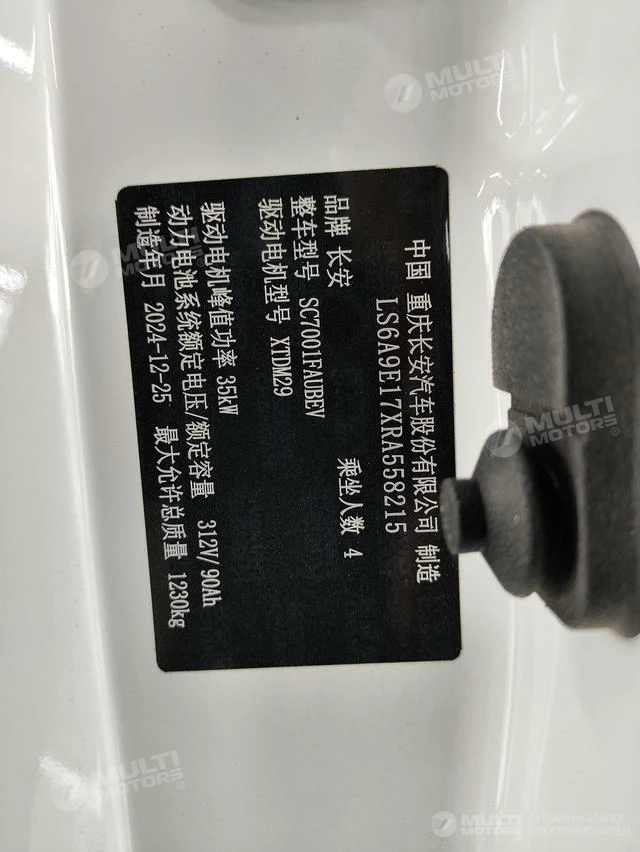 中国 重庆长安汽车股份有限公司 制造
LS6A9E17XRA558215
品牌 长安 乘坐人数 4
整车型号 SC7001FAUBEV
驱动电机型号 XTDM29
驱动电机峰值功率 35kW
动力电池系统额定电压/额定容量 312V/90Ah
制造年月 2024-12-25 最大允许总质量 1230kg
MULTI MOTORS®
MULTI MOTORS®
MULTI MOTORS®
MULTI MOTORS®
MULTI MOTORS® ОНЛАЙН-КАТАЛОГ ЭЛЕКТРОМОБИЛЕЙ